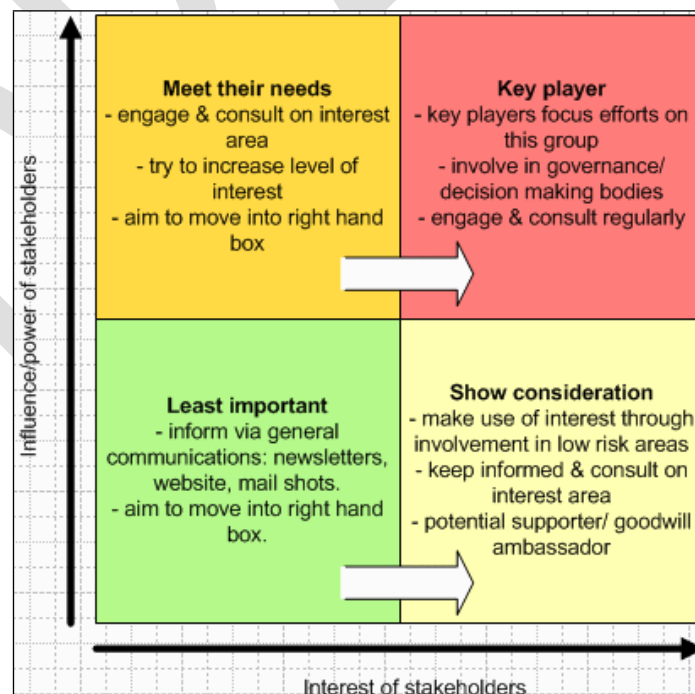 Meet their needs
- engage & consult on interest
area
- try to increase level of
interest
- aim to move into right hand
box
Key player
- key players focus efforts on
this group
- involve in governance/
decision making bodies
- engage & consult regularly
Least important
- inform via general
communications: newsletters,
website, mail shots.
- aim to move into right hand
box.
Show consideration
- make use of interest through
involvement in low risk areas
- keep informed & consult on
interest area
- potential supporter/ goodwill
ambassador
Influence/power of stakeholders
Interest of stakeholders